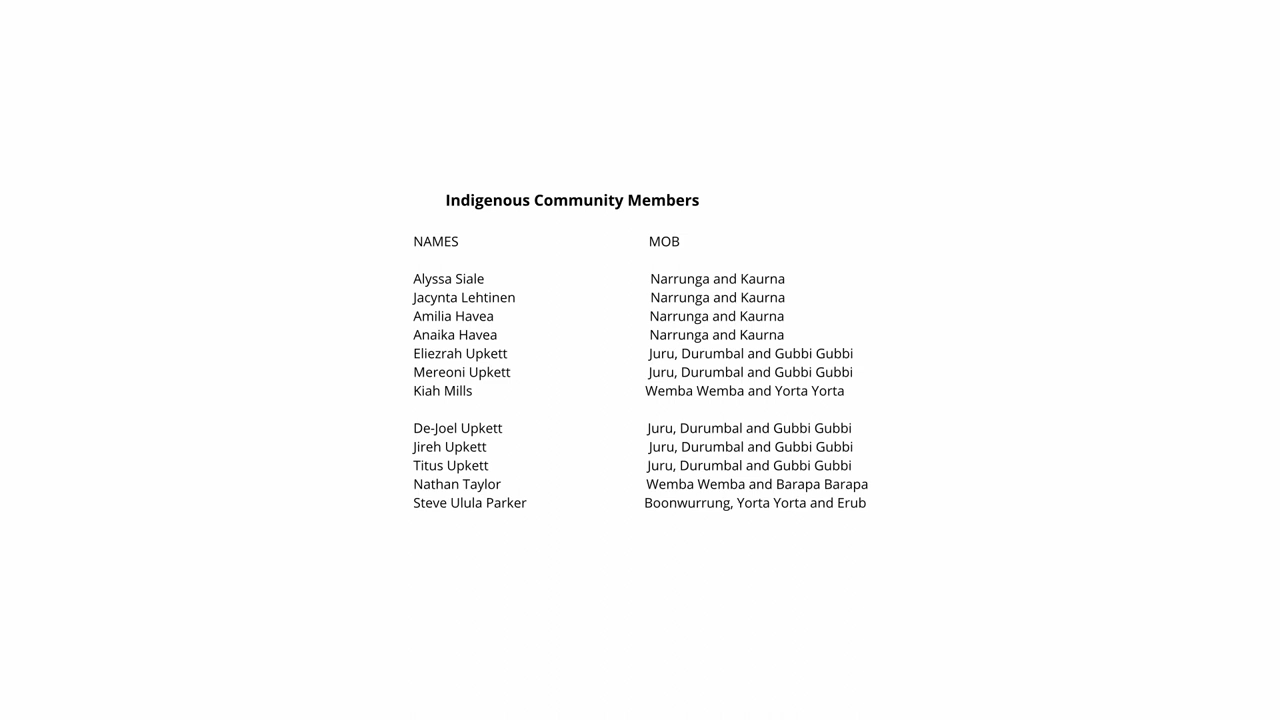 Indigenous Community Members
NAMES MOB
Alyssa Siale Narrunga and Kaurna
Jacynta Lehtinen Narrunga and Kaurna
Amilia Havea Narrunga and Kaurna
Anaika Havea Narrunga and Kaurna
Eliezrah Upkett Juru, Durumbal and Gubbi Gubbi
Mereoni Upkett Juru, Durumbal and Gubbi Gubbi
Kiah Mills Wemba Wemba and Yorta Yorta
De-Joel Upkett Juru, Durumbal and Gubbi Gubbi
Jireh Upkett Juru, Durumbal and Gubbi Gubbi
Titus Upkett Juru, Durumbal and Gubbi Gubbi
Nathan Taylor Wemba Wemba and Barapa Barapa
Steve Ulula Parker Boonwurrung, Yorta Yorta and Erub